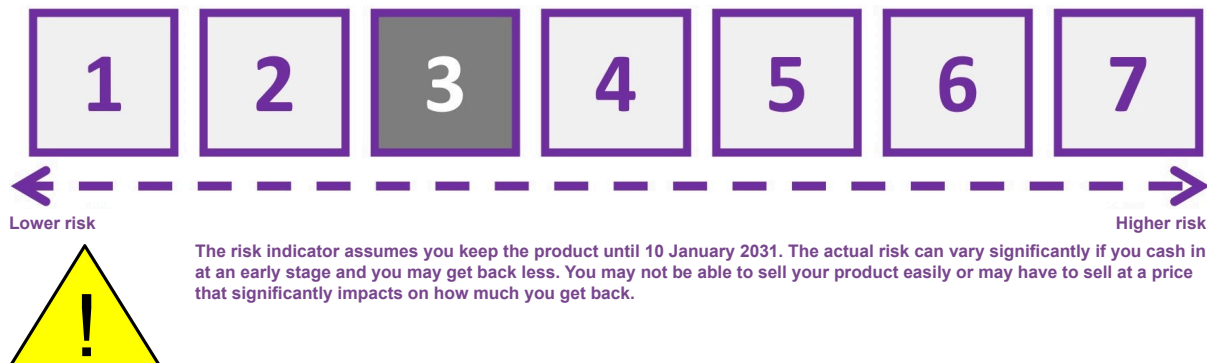 1 2 3 4 5 6 7
Lower risk Higher risk
The risk indicator assumes you keep the product until 10 January 2031. The actual risk can vary significantly if you cash in
at an early stage and you may get back less. You may not be able to sell your product easily or may have to sell at a price
that significantly impacts on how much you get back.
!